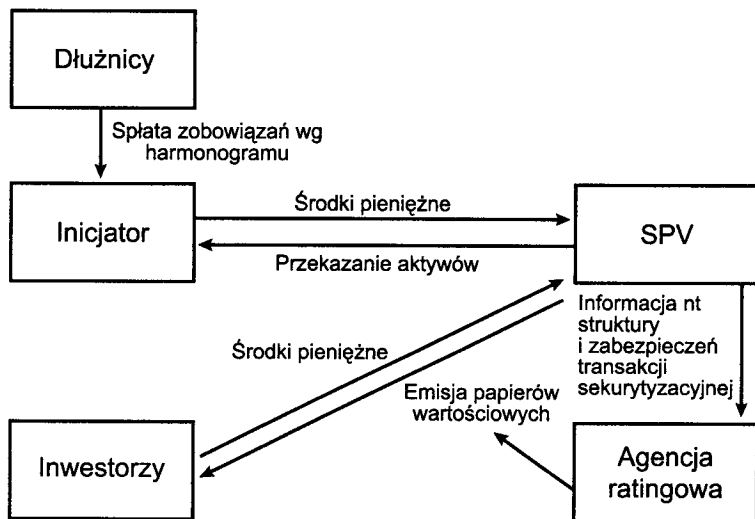 Dłużnicy
Spłata zobowiązań wg
harmonogramu
Inicjator
Środki pieniężne
SPV
Przekazanie aktywów
Informacja nt
struktury
i zabezpieczeń
transakcji
sekurytyzacyjnej
Środki pieniężne
Emisja papierów
wartościowych
Inwestorzy
Agencja
ratingowa